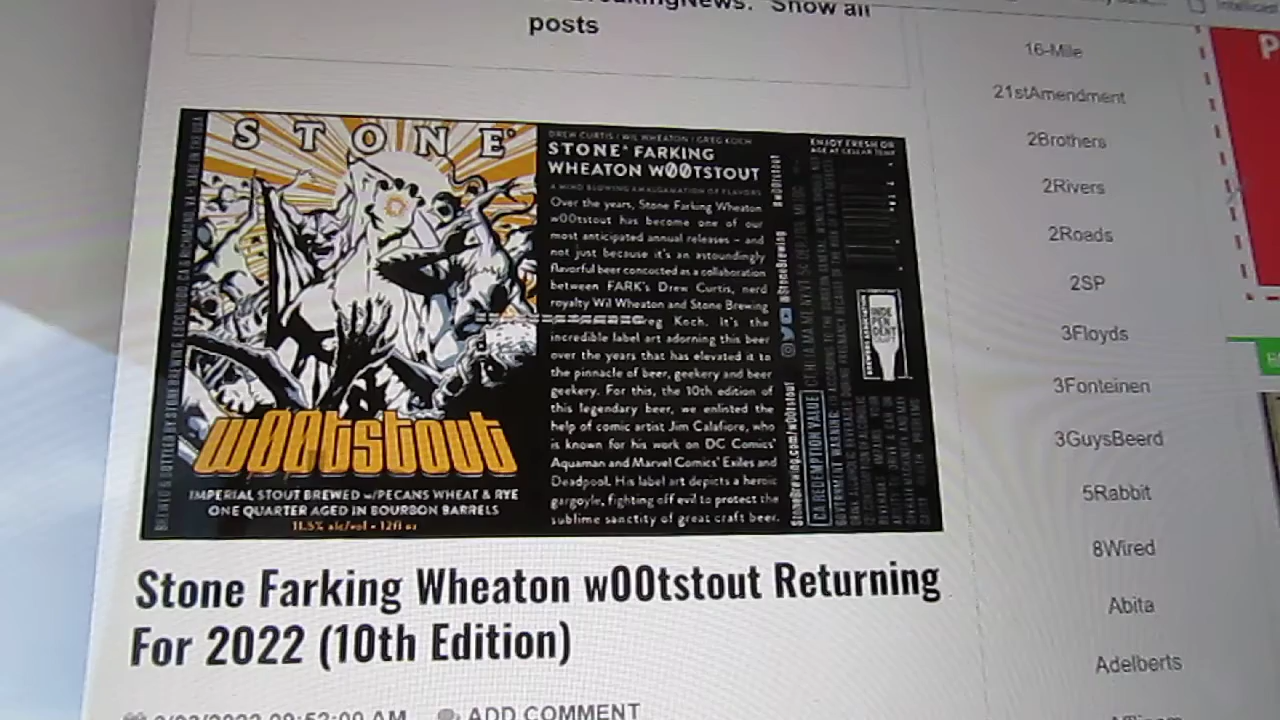 Show all
posts
STONE
w00tstout
IMPERIAL STOUT BREWED w/PECANS WHEAT & RYE
ONE QUARTER AGED IN BOURBON BARRELS
11.5% alc/vol • 12fl oz
DREW CURTIS / WIL WHEATON / GREG KOCH
STONE® FARKING
WHEATON W00TSTOUT
A MIND BLOWING AMALGAMATION OF FLAVORS
Over the years, Stone Farking Wheaton
w00tstout has become one of our
most anticipated annual releases – and
not just because it's an astoundingly
flavorful beer concocted as a collaboration
between FARK's Drew Curtis, nerd
royalty Wil Wheaton and Stone Brewing
Koch. It's the
incredible label art adorning this beer
over the years that has elevated it to
the pinnacle of beer, geekery and beer
geekery. For this, the 10th edition of
this legendary beer, we enlisted the
help of comic artist Jim Calafiore, who
is known for his work on DC Comics'
Aquaman and Marvel Comics' Exiles and
Deadpool. His label art depicts a heroic
gargoyle, fighting off evil to protect the
sublime sanctity of great craft beer.
#w00tstout
@StoneBrewing
StoneBrewing.com/w00tstout
CA REDEMPTION VALUE
ENJOY FRESH OR
AGE AT CELLAR TEMP
INDE
PEN
DENT
Stone Farking Wheaton w00tstout Returning
For 2022 (10th Edition)
ADD COMMENT
16-Mile
21stAmendment
2Brothers
2Rivers
2Roads
2SP
3Floyds
3Fonteinen
3GuysBeerd
5Rabbit
8Wired
Abita
Adelberts